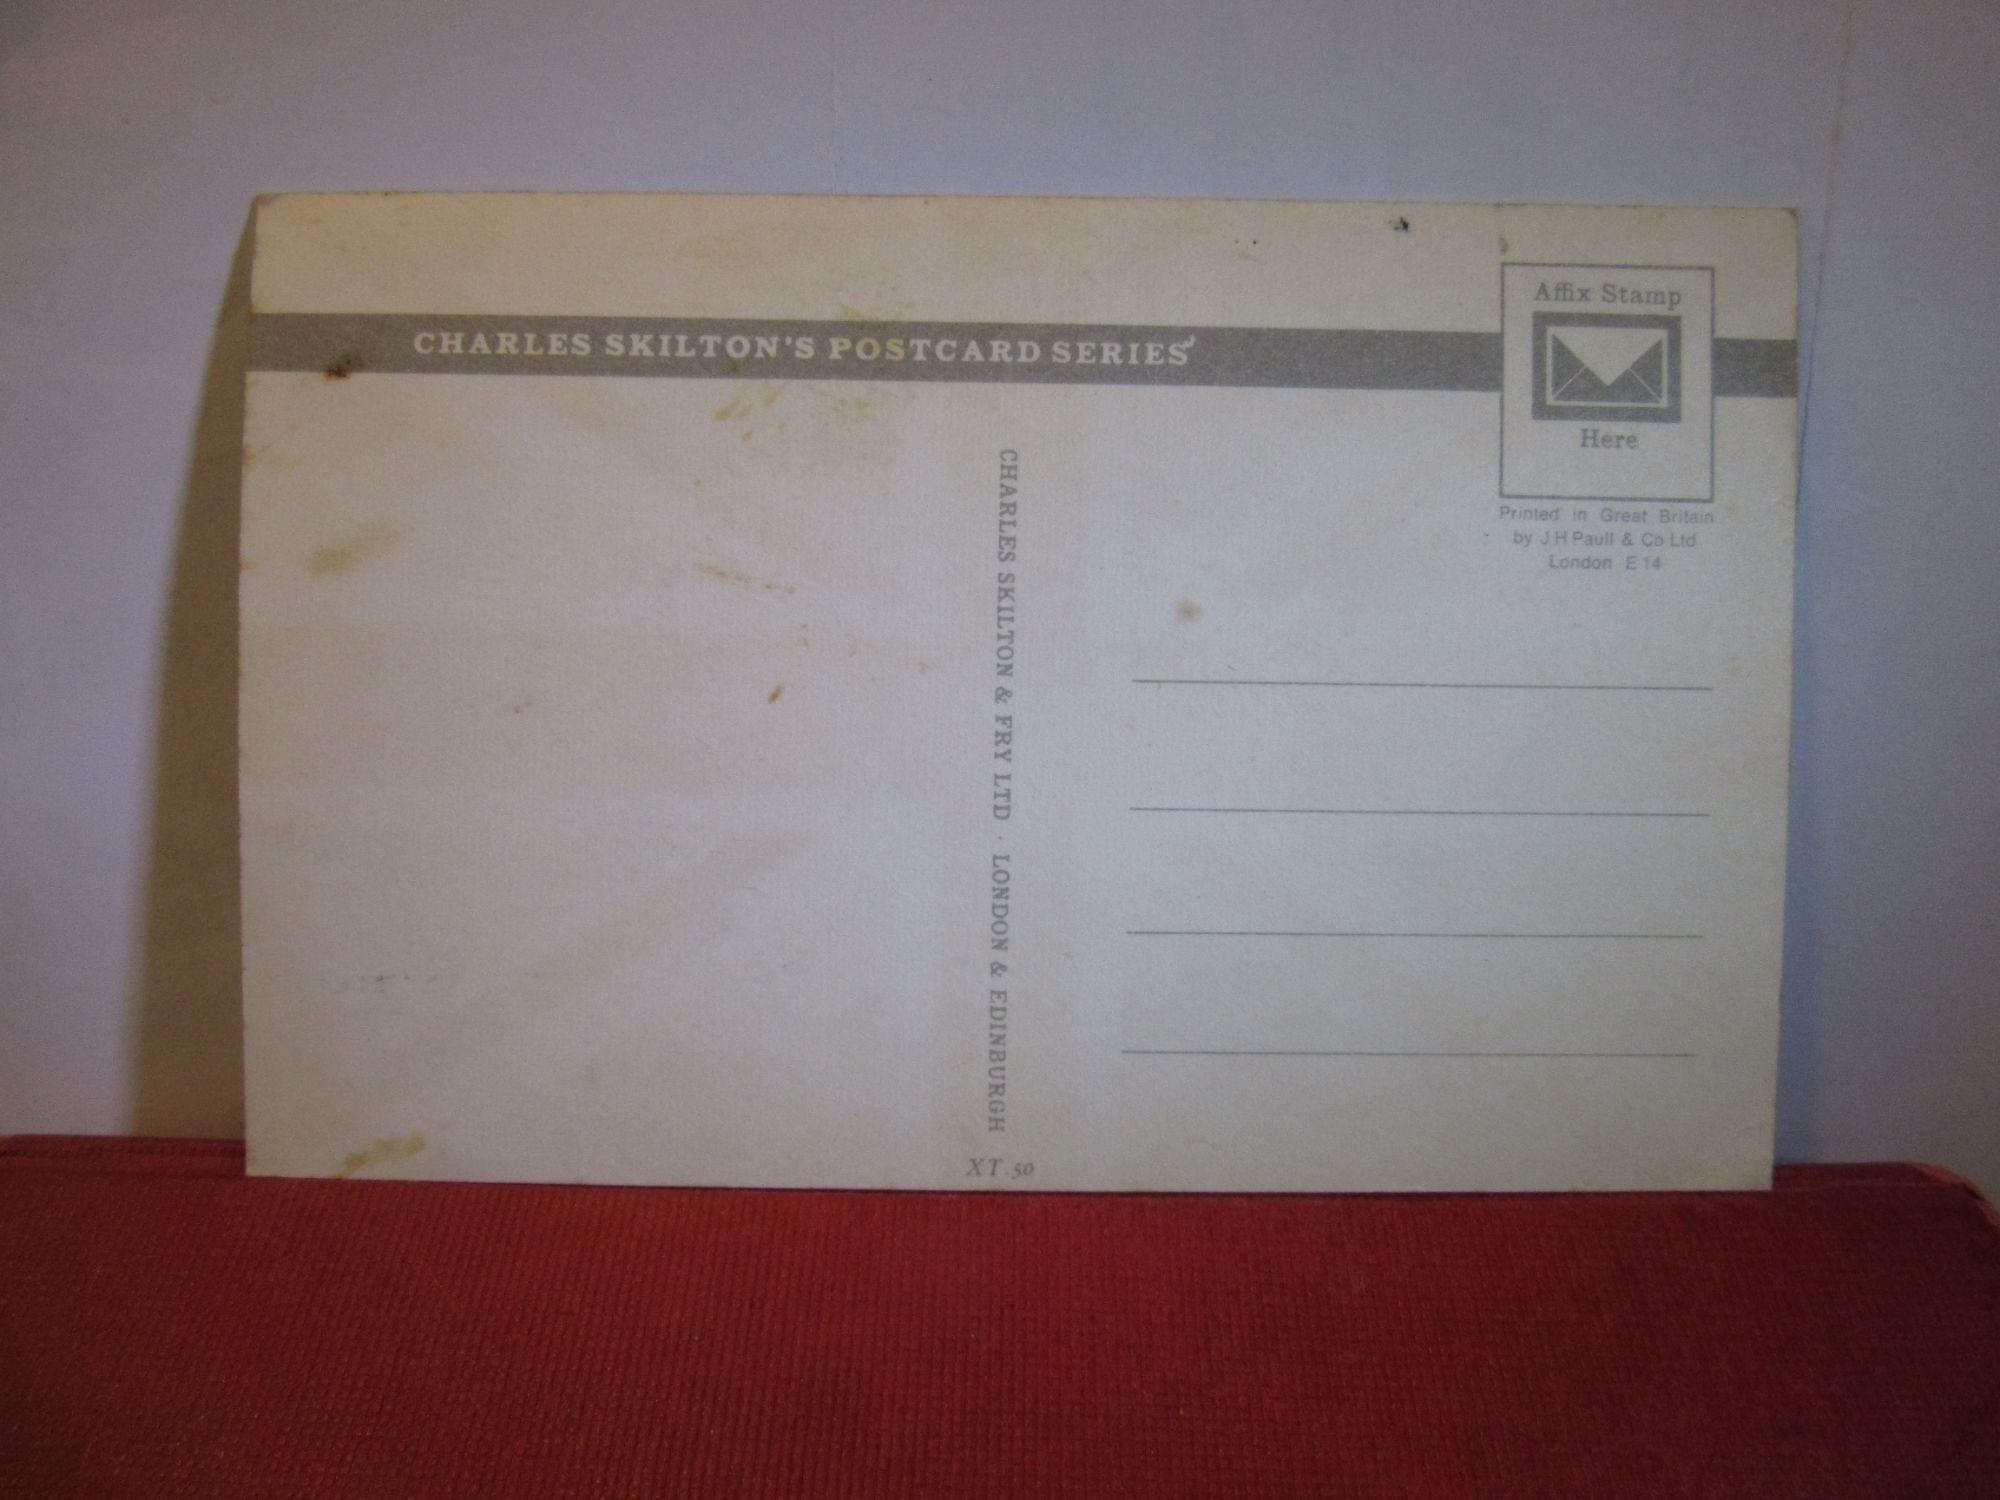 CHARLES SKILTON'S POSTCARD SERIES
Affix Stamp
Here
Printed in Great Britain
by J H Paull & Co Ltd
London E 14
CHARLES SKILTON & FRY LTD · LONDON & EDINBURGH
XT.50